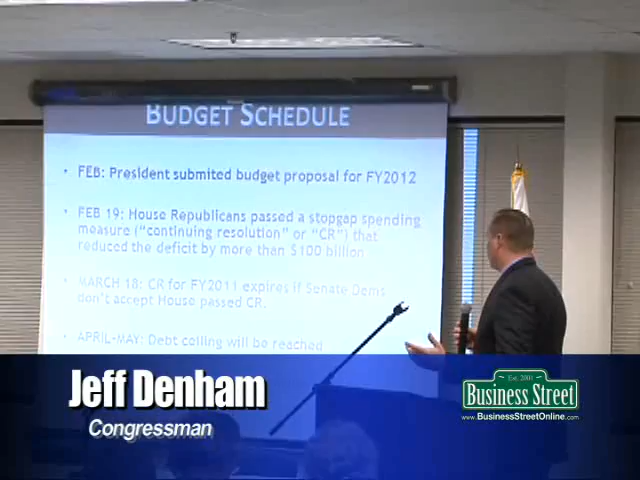 BUDGET SCHEDULE
• FEB: President submited budget proposal for FY2012
• FEB 19: House Republicans passed a stopgap spending
measure ("continuing resolution" or "CR") that
reduced the deficit by more than $100 billion
• MARCH 18: CR for FY2011 expires if Senate Dems
don't accept House passed CR.
• APRIL-MAY: Debt ceiling will be reached
Jeff Denham
Congressman
Est. 2001
Business Street
www.BusinessStreetOnline.com